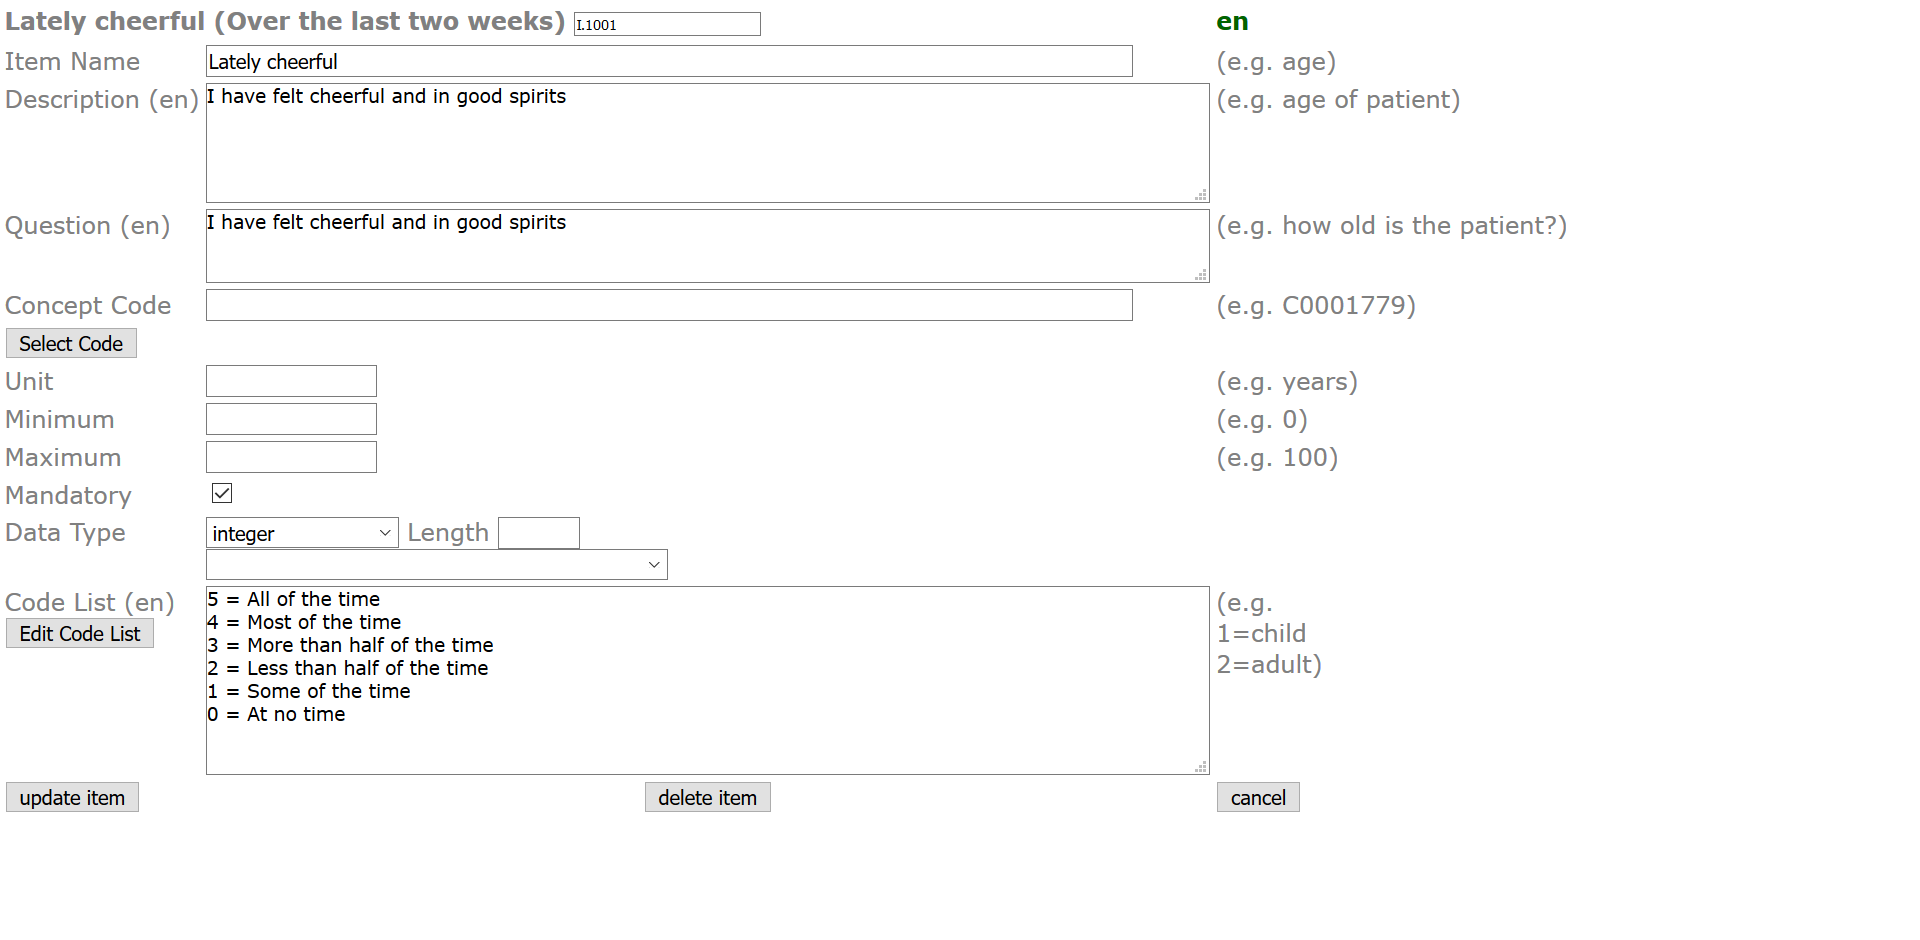 Lately cheerful (Over the last two weeks) I.1001 en
Item Name Lately cheerful (e.g. age)
Description (en) I have felt cheerful and in good spirits (e.g. age of patient)
Question (en) I have felt cheerful and in good spirits (e.g. how old is the patient?)
Concept Code (e.g. C0001779)
Select Code
Unit (e.g. years)
Minimum (e.g. 0)
Maximum (e.g. 100)
Mandatory
Data Type integer Length
Code List (en) 5 = All of the time (e.g.
4 = Most of the time
Edit Code List 3 = More than half of the time 1=child
2 = Less than half of the time 2=adult)
1 = Some of the time
0 = At no time
update item delete item cancel